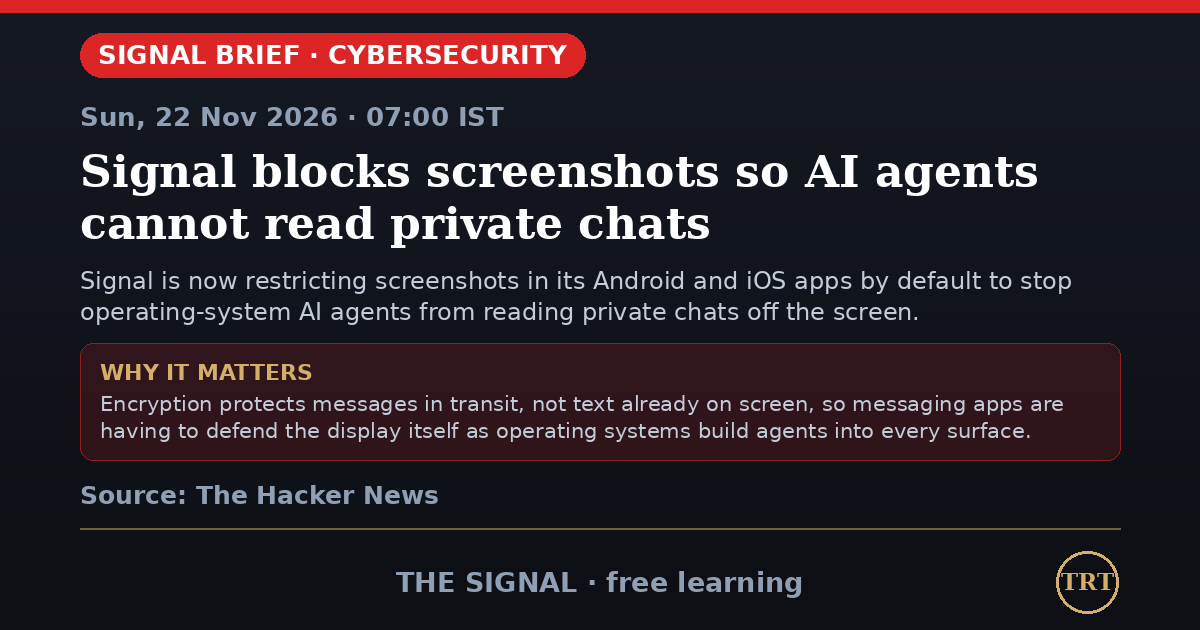 SIGNAL BRIEF · CYBERSECURITY
Sun, 22 Nov 2026 · 07:00 IST
Signal blocks screenshots so AI agents
cannot read private chats
Signal is now restricting screenshots in its Android and iOS apps by default to stop
operating-system AI agents from reading private chats off the screen.
WHY IT MATTERS
Encryption protects messages in transit, not text already on screen, so messaging apps are
having to defend the display itself as operating systems build agents into every surface.
Source: The Hacker News
THE SIGNAL · free learning
TRT